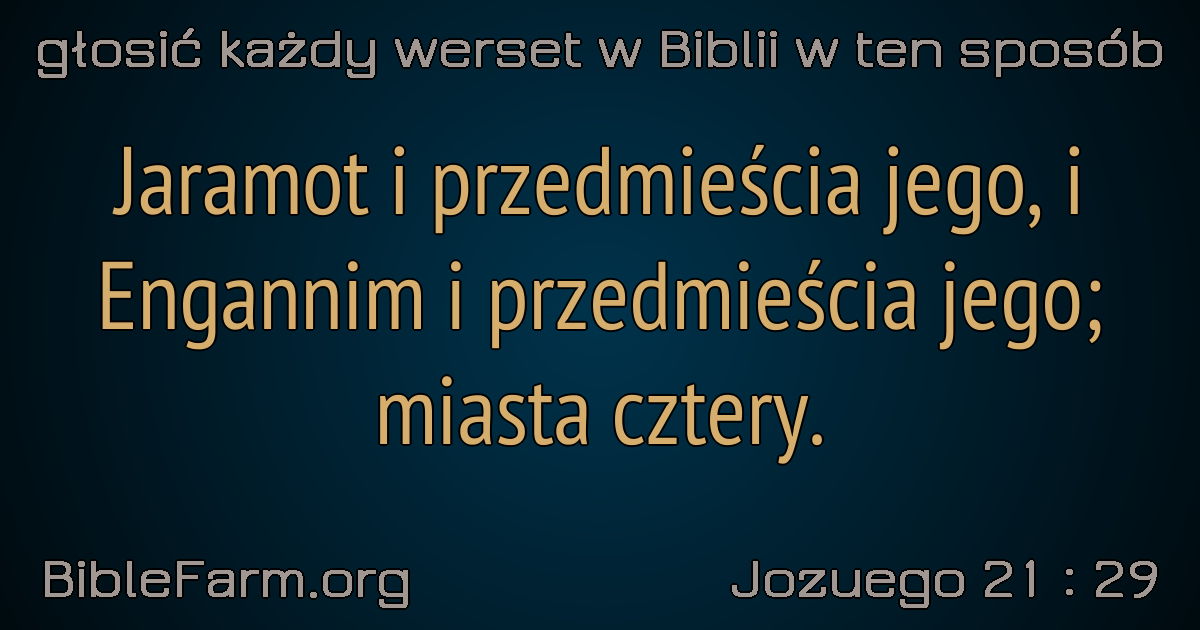 głosić każdy werset w Biblii w ten sposób
Jaramot i przedmieścia jego, i
Engannim i przedmieścia jego;
miasta cztery.
BibleFarm.org
Jozuego 21 : 29